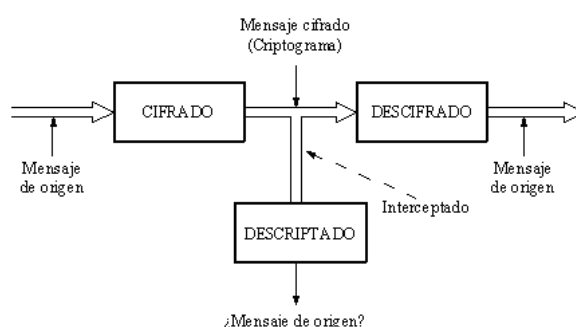 Mensaje cifrado
(Criptograma)
CIFRADO
DESCIFRADO
Mensaje
de origen
Mensaje
de origen
Interceptado
DESCRIPTADO
¿Mensaje de origen?